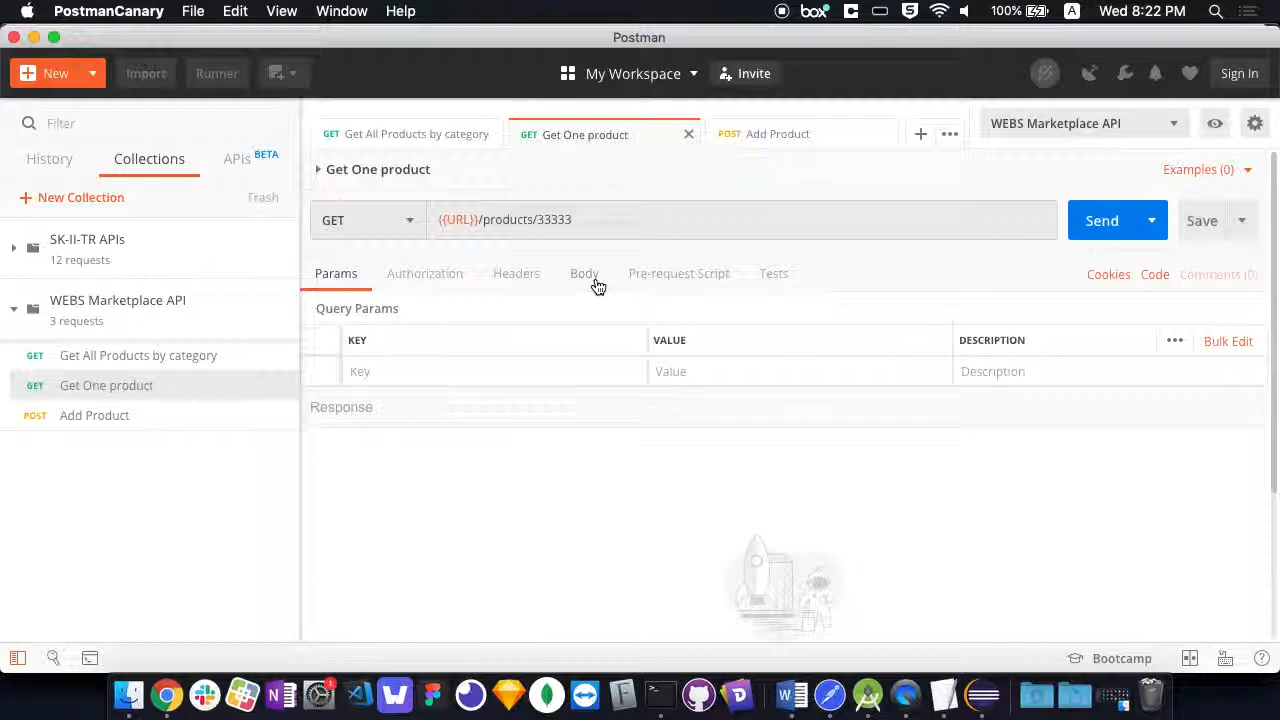 PostmanCanary File Edit View Window Help box 5 100% A Wed 8:22 PM
Postman
New Import Runner My Workspace Invite Sign In
Filter
GET Get All Products by category GET Get One product POST Add Product WEBS Marketplace API
History Collections APIs BETA
Get One product Examples (0)
+ New Collection Trash
GET {{URL}}/products/33333 Send Save
SK-II-TR APIs
12 requests
Params Authorization Headers Body Pre-request Script Tests Cookies Code Comments (0)
WEBS Marketplace API
3 requests
Query Params
KEY VALUE DESCRIPTION Bulk Edit
GET Get All Products by category
Key Value Description
GET Get One product
Response
POST Add Product
Bootcamp